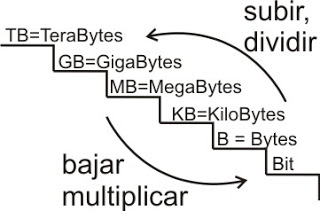 subir,
dividir
TB=TeraBytes
GB=GigaBytes
MB=MegaBytes
KB=KiloBytes
B = Bytes
Bit
bajar
multiplicar